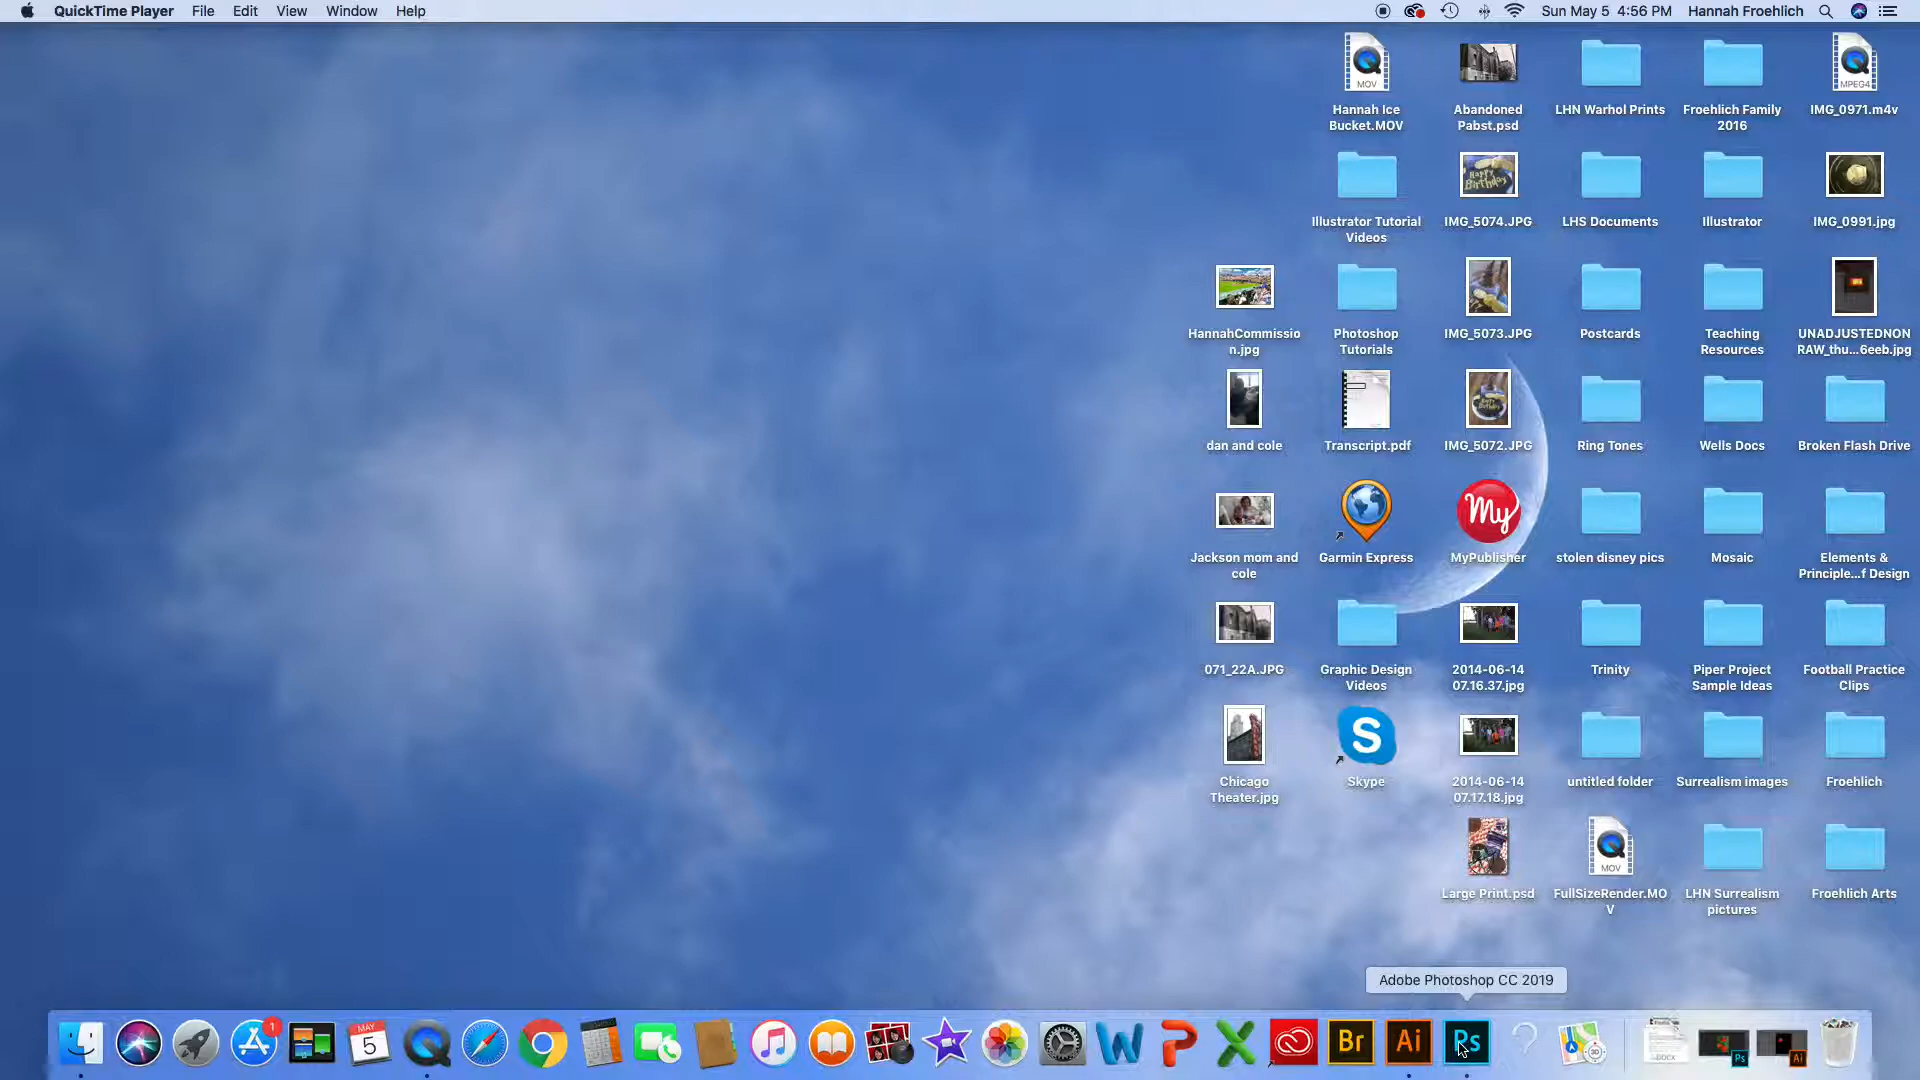 QuickTime Player File Edit View Window Help Sun May 5 4:56 PM Hannah Froehlich
MOV
Hannah Ice
Bucket.MOV
Abandoned
Pabst.psd
LHN Warhol Prints
Froehlich Family
2016
MPEG4
IMG_0971.m4v
Illustrator Tutorial
Videos
Happy
Birthday
IMG_5074.JPG
LHS Documents
Illustrator
IMG_0991.jpg
HannahCommissio
n.jpg
Photoshop
Tutorials
IMG_5073.JPG
Postcards
Teaching
Resources
UNADJUSTEDNON
RAW_thu...6eeb.jpg
dan and cole
Transcript.pdf
IMG_5072.JPG
Ring Tones
Wells Docs
Broken Flash Drive
Jackson mom and
cole
Garmin Express
My
MyPublisher
stolen disney pics
Mosaic
Elements &
Principle...f Design
071_22A.JPG
Graphic Design
Videos
2014-06-14
07.16.37.jpg
Trinity
Piper Project
Sample Ideas
Football Practice
Clips
Chicago
Theater.jpg
S
Skype
2014-06-14
07.17.18.jpg
untitled folder
Surrealism images
Froehlich
Large Print.psd
MOV
FullSizeRender.MO
V
LHN Surrealism
pictures
Froehlich Arts
Adobe Photoshop CC 2019
1
MAY
5
W P X Br Ai Ps ?
DOCX
Ps
Ai